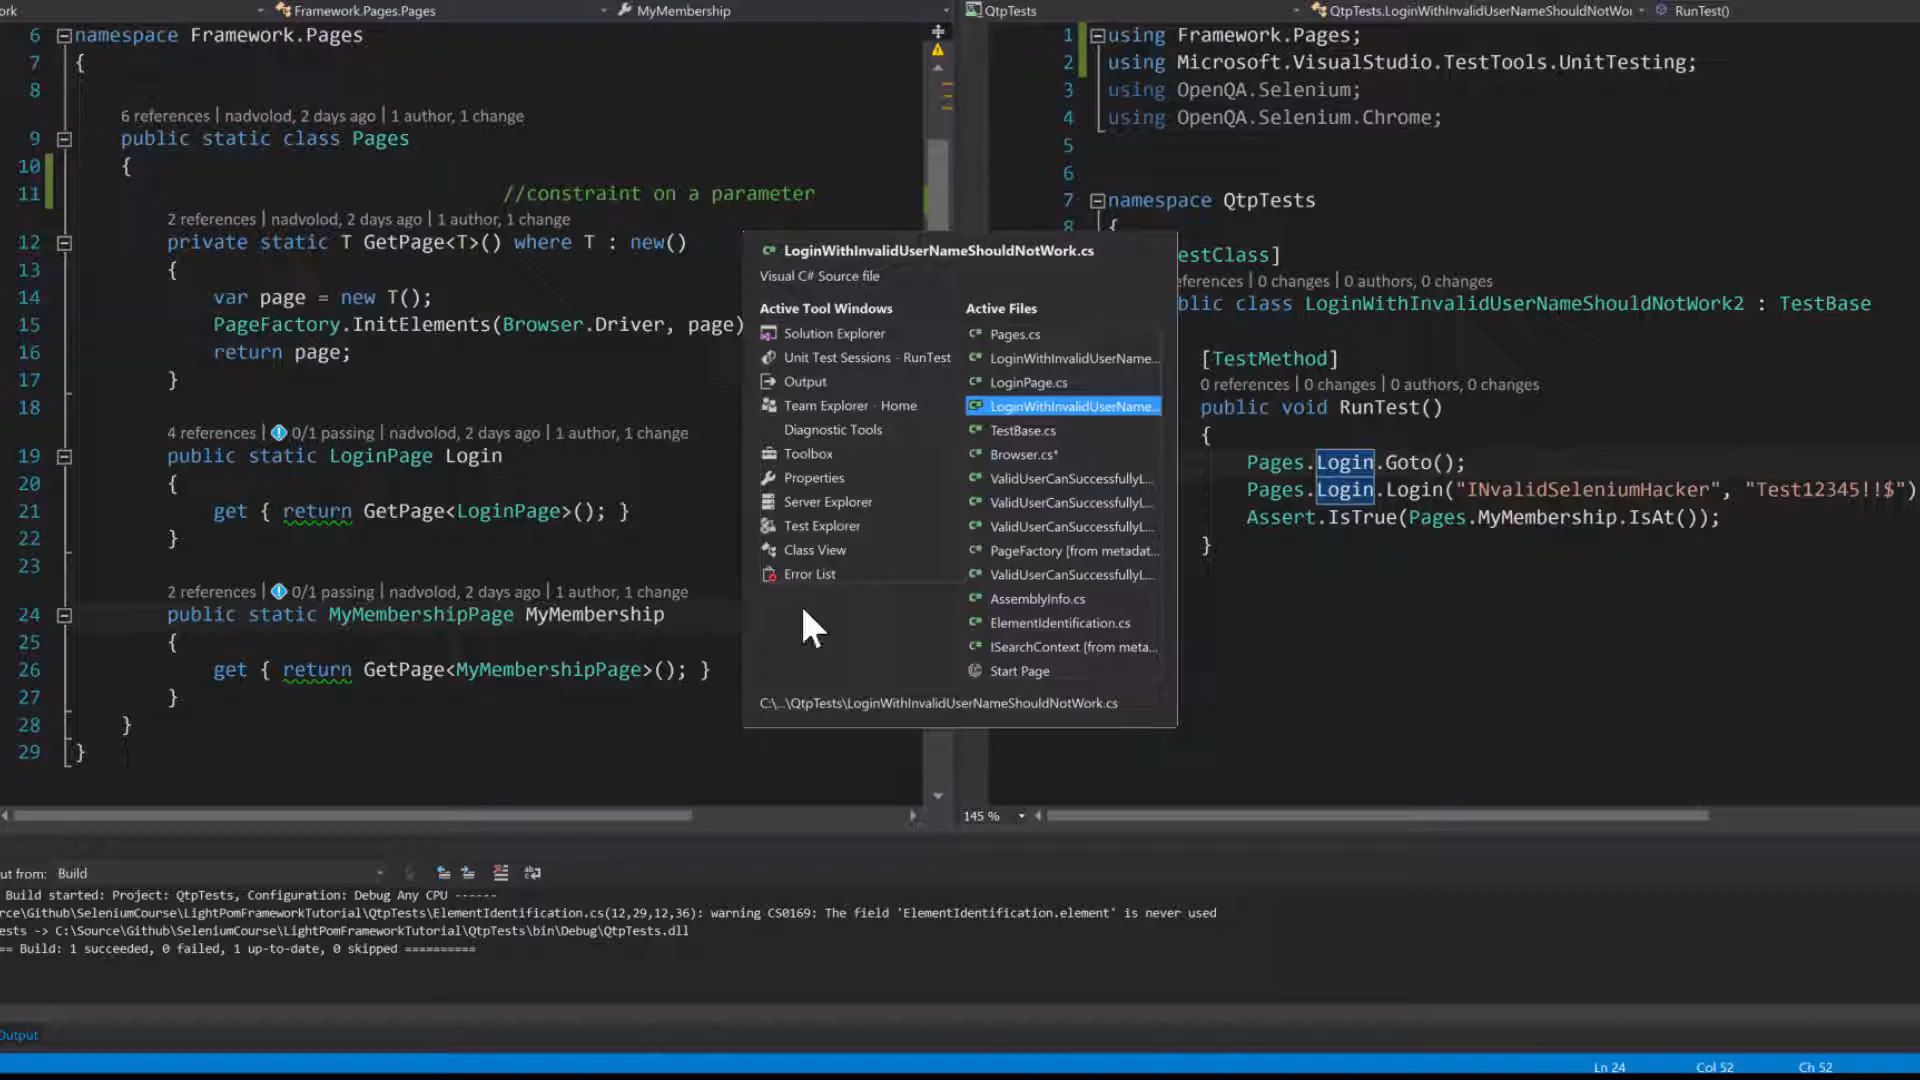 ork
Framework.Pages.Pages
MyMembership
6
namespace Framework.Pages
7
{
8
6 references | nadvolod, 2 days ago | 1 author, 1 change
9
public static class Pages
10
{
11
//constraint on a parameter
2 references | nadvolod, 2 days ago | 1 author, 1 change
12
private static T GetPage<T>() where T : new()
13
{
14
var page = new T();
15
PageFactory.InitElements(Browser.Driver, page)
16
return page;
17
}
18
4 references | 0/1 passing | nadvolod, 2 days ago | 1 author, 1 change
19
public static LoginPage Login
20
{
21
get { return GetPage<LoginPage>(); }
22
}
23
2 references | 0/1 passing | nadvolod, 2 days ago | 1 author, 1 change
24
public static MyMembershipPage MyMembership
25
{
26
get { return GetPage<MyMembershipPage>(); }
27
}
28
}
29
}
LoginWithInvalidUserNameShouldNotWork.cs
Visual C# Source file
Active Tool Windows
Solution Explorer
Unit Test Sessions - RunTest
Output
Team Explorer - Home
Diagnostic Tools
Toolbox
Properties
Server Explorer
Test Explorer
Class View
Error List
Active Files
Pages.cs
LoginWithInvalidUserName...
LoginPage.cs
LoginWithInvalidUserName...
TestBase.cs
Browser.cs*
ValidUserCanSuccessfullyL...
ValidUserCanSuccessfullyL...
ValidUserCanSuccessfullyL...
PageFactory [from metadat...
ValidUserCanSuccessfullyL...
AssemblyInfo.cs
ElementIdentification.cs
ISearchContext [from meta...
Start Page
C:\...\QtpTests\LoginWithInvalidUserNameShouldNotWork.cs
QtpTests
QtpTests.LoginWithInvalidUserNameShouldNotWor
RunTest()
1
using Framework.Pages;
2
using Microsoft.VisualStudio.TestTools.UnitTesting;
3
using OpenQA.Selenium;
4
using OpenQA.Selenium.Chrome;
5
6
7
namespace QtpTests
8
{
estClass]
eferences | 0 changes | 0 authors, 0 changes
blic class LoginWithInvalidUserNameShouldNotWork2 : TestBase
[TestMethod]
0 references | 0 changes | 0 authors, 0 changes
public void RunTest()
{
Pages.Login.Goto();
Pages.Login.Login("INvalidSeleniumHacker", "Test12345!!$")
Assert.IsTrue(Pages.MyMembership.IsAt());
}
145 %
ut from: Build
Build started: Project: QtpTests, Configuration: Debug Any CPU ------
rce\Github\SeleniumCourse\LightPomFrameworkTutorial\QtpTests\ElementIdentification.cs(12,29,12,36): warning CS0169: The field 'ElementIdentification.element' is never used
ests -> C:\Source\Github\SeleniumCourse\LightPomFrameworkTutorial\QtpTests\bin\Debug\QtpTests.dll
== Build: 1 succeeded, 0 failed, 1 up-to-date, 0 skipped ==========
Output
Ln 24
Col 52
Ch 52